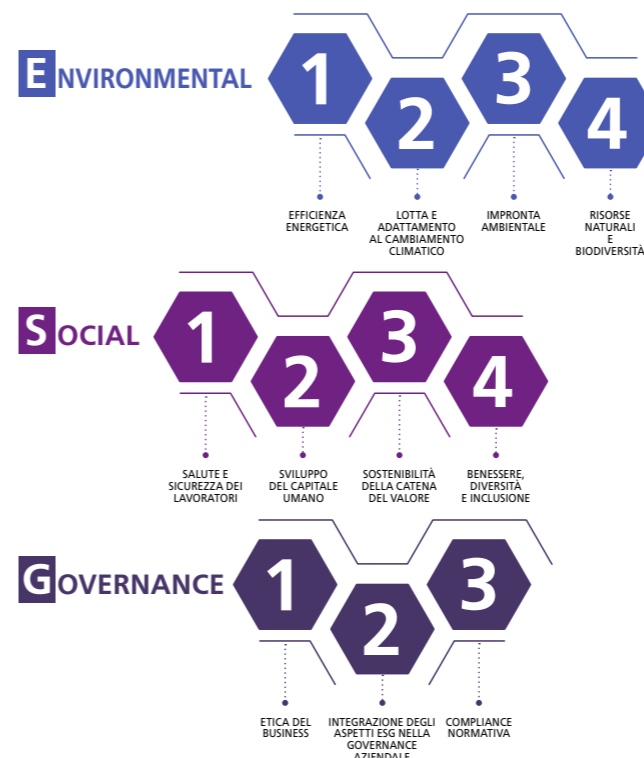 ENVIRONMENTAL
1
2
3
4
EFFICIENZA
ENERGETICA
LOTTA E
ADATTAMENTO
AL CAMBIAMENTO
CLIMATICO
IMPRONTA
AMBIENTALE
RISORSE
NATURALI
E
BIODIVERSITÀ
SOCIAL
1
2
3
4
SALUTE E
SICUREZZA DEI
LAVORATORI
SVILUPPO
DEL CAPITALE
UMANO
SOSTENIBILITÀ
DELLA CATENA
DEL VALORE
BENESSERE,
DIVERSITÀ
E INCLUSIONE
GOVERNANCE
1
2
3
ETICA DEL
BUSINESS
INTEGRAZIONE DEGLI
ASPETTI ESG NELLA
GOVERNANCE
AZIENDALE
COMPLIANCE
NORMATIVA